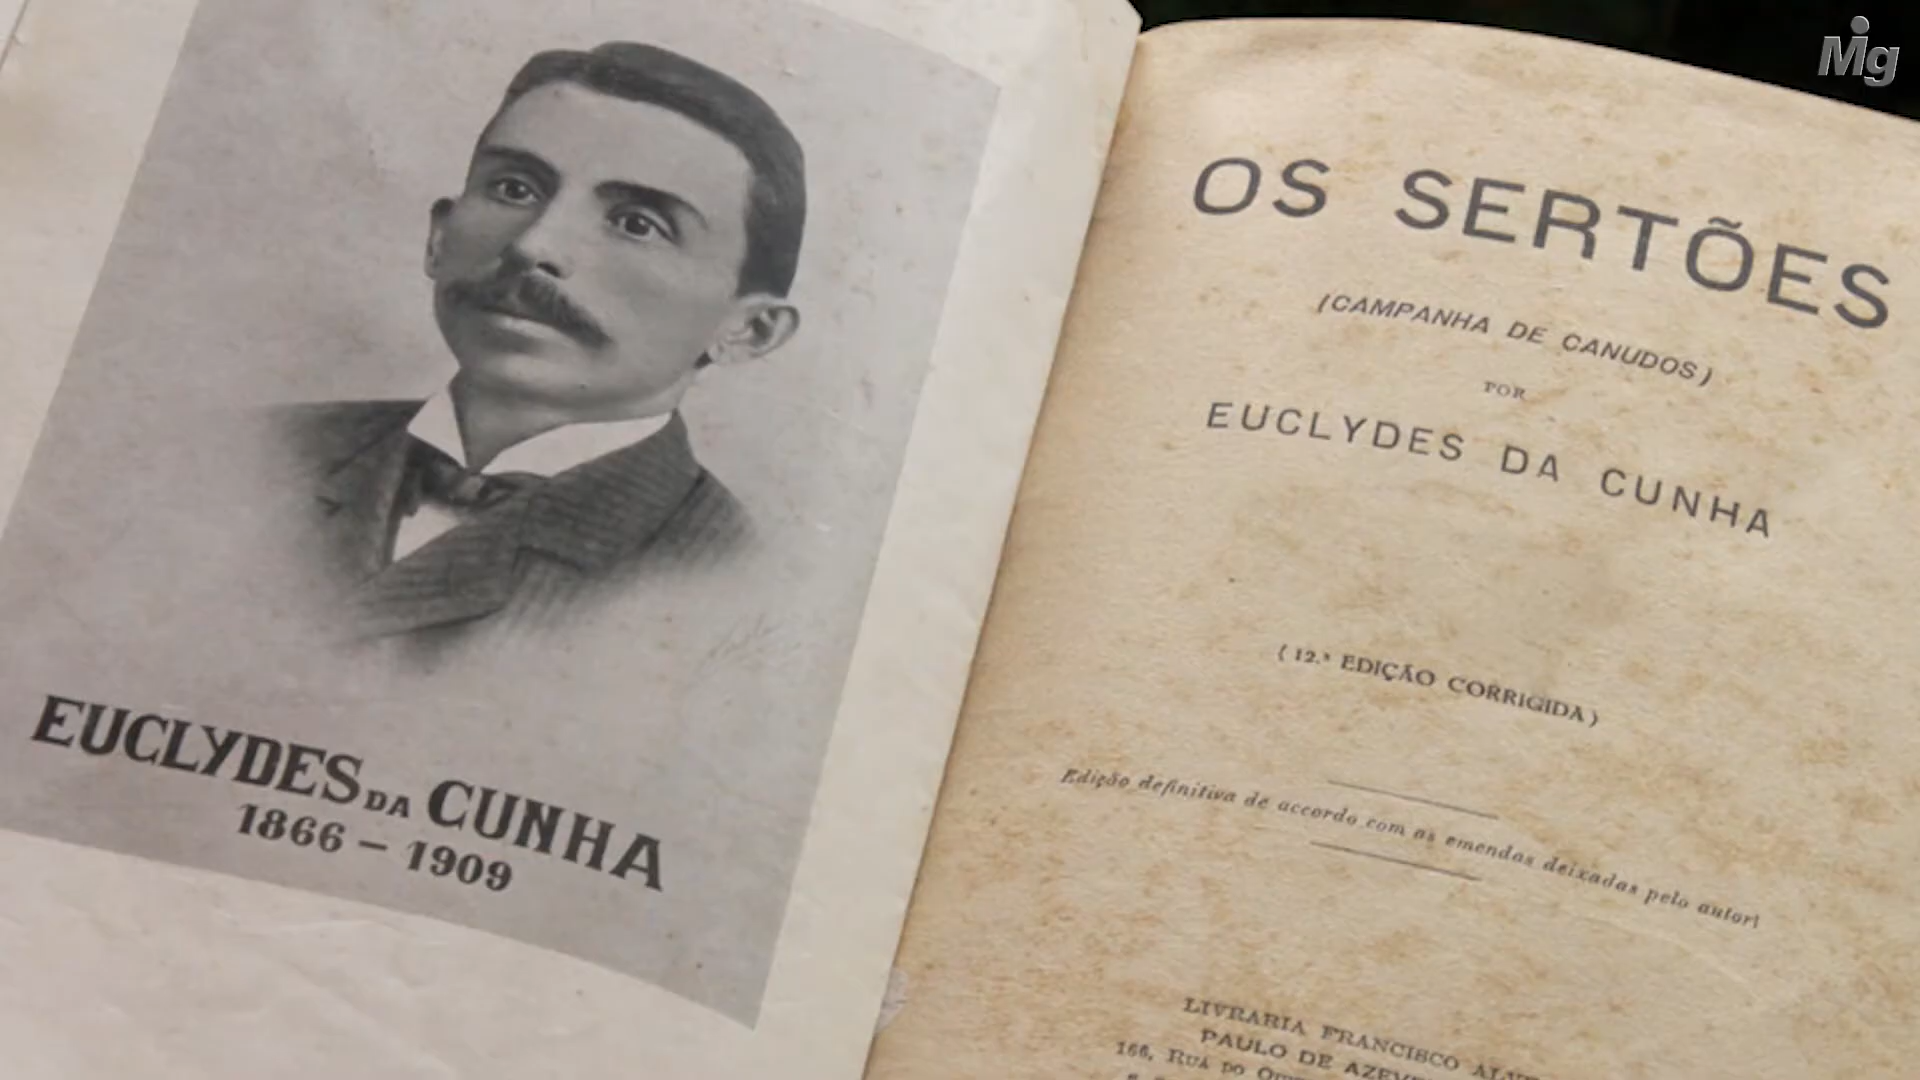 EUCLYDES DA CUNHA
1866 – 1909
OS SERTÕES
(CAMPANHA DE CANUDOS)
POR
EUCLYDES DA CUNHA
(12.ª EDIÇÃO CORRIGIDA)
Edição definitiva de accordo com as emendas deixadas pelo autor
LIVRARIA FRANCISCO
PAULO DE
166, RUA DO
Mig